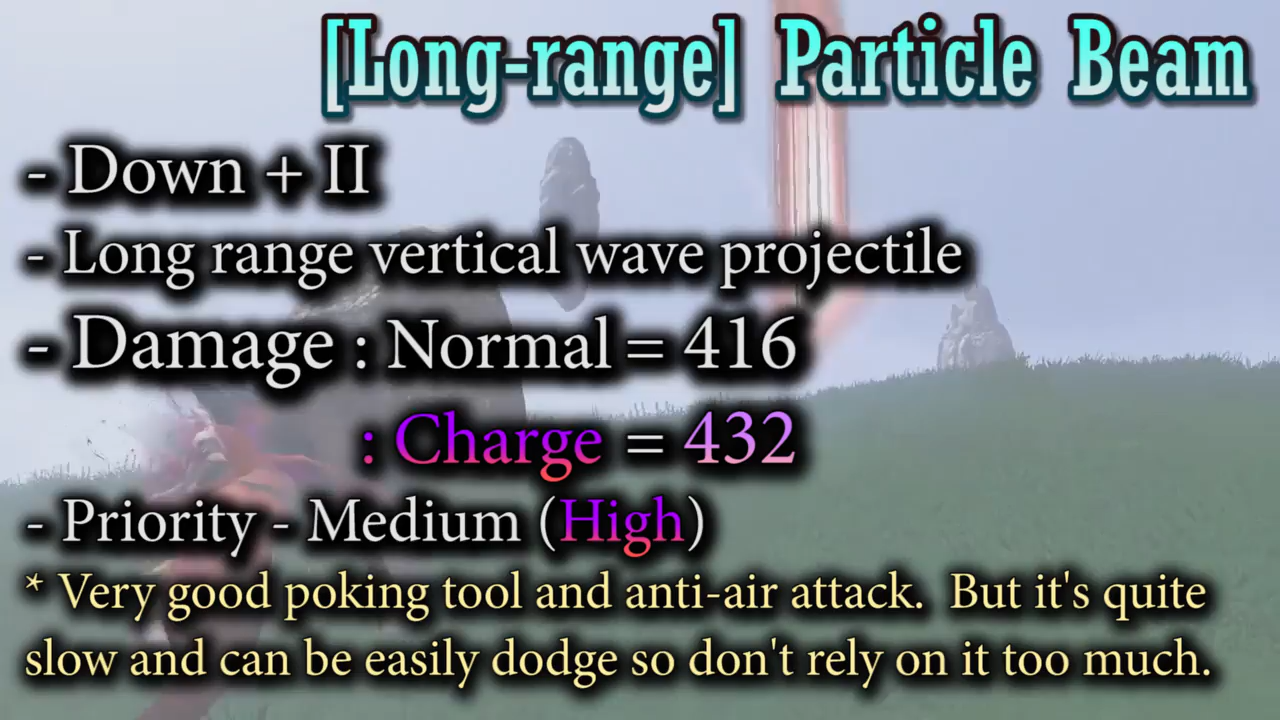 [Long-range] Particle Beam
- Down + II
- Long range vertical wave projectile
- Damage : Normal = 416
: Charge = 432
- Priority - Medium (High)
* Very good poking tool and anti-air attack.  But it's quite
slow and can be easily dodge so don't rely on it too much.